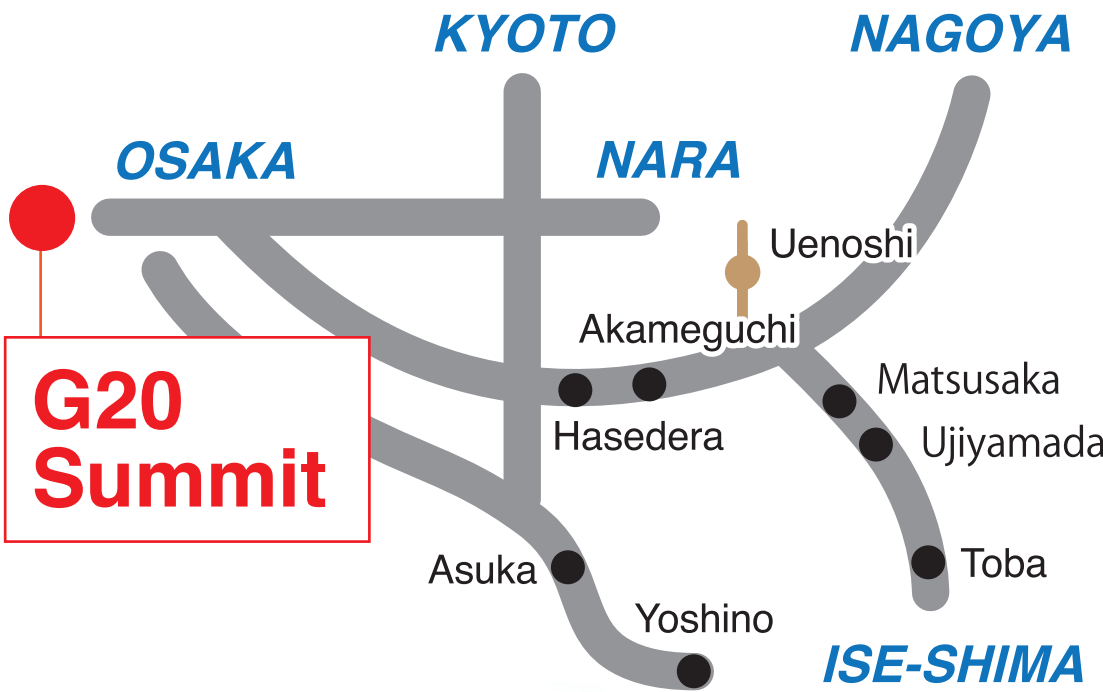 KYOTO
NAGOYA
OSAKA
NARA
Uenoshi
Akameguchi
Matsusaka
G20
Summit
Hasedera
Ujiyamada
Asuka
Toba
Yoshino
ISE-SHIMA